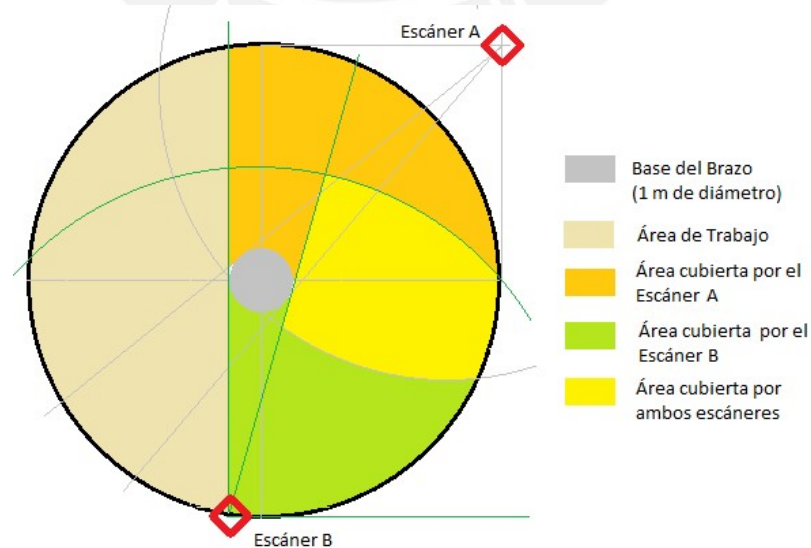 Escáner A
Base del Brazo
(1 m de diámetro)
Área de Trabajo
Área cubierta por el
Escáner A
Área cubierta por el
Escáner B
Área cubierta por
ambos escáneres
Escáner B